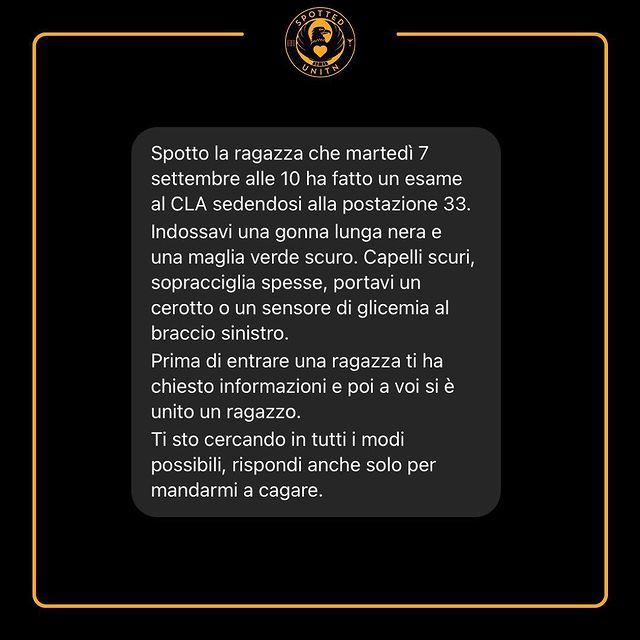 SPOTTED
UNITN
Spotto la ragazza che martedì 7
settembre alle 10 ha fatto un esame
al CLA sedendosi alla postazione 33.
Indossavi una gonna lunga nera e
una maglia verde scuro. Capelli scuri,
sopracciglia spesse, portavi un
cerotto o un sensore di glicemia al
braccio sinistro.
Prima di entrare una ragazza ti ha
chiesto informazioni e poi a voi si è
unito un ragazzo.
Ti sto cercando in tutti i modi
possibili, rispondi anche solo per
mandarmi a cagare.